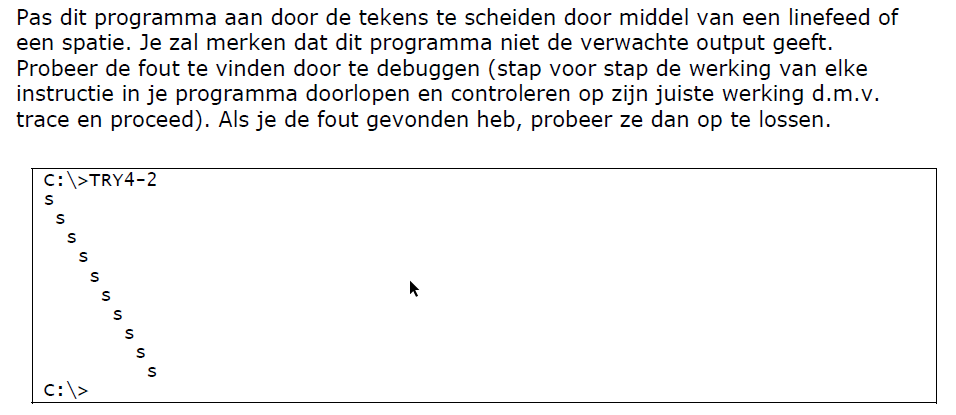 Pas dit programma aan door de tekens te scheiden door middel van een linefeed of
een spatie. Je zal merken dat dit programma niet de verwachte output geeft.
Probeer de fout te vinden door te debuggen (stap voor stap de werking van elke
instructie in je programma doorlopen en controleren op zijn juiste werking d.m.v.
trace en proceed). Als je de fout gevonden heb, probeer ze dan op te lossen.
C:\>TRY4-2
s
s
s
s
s
s
s
s
s
s
C:\>